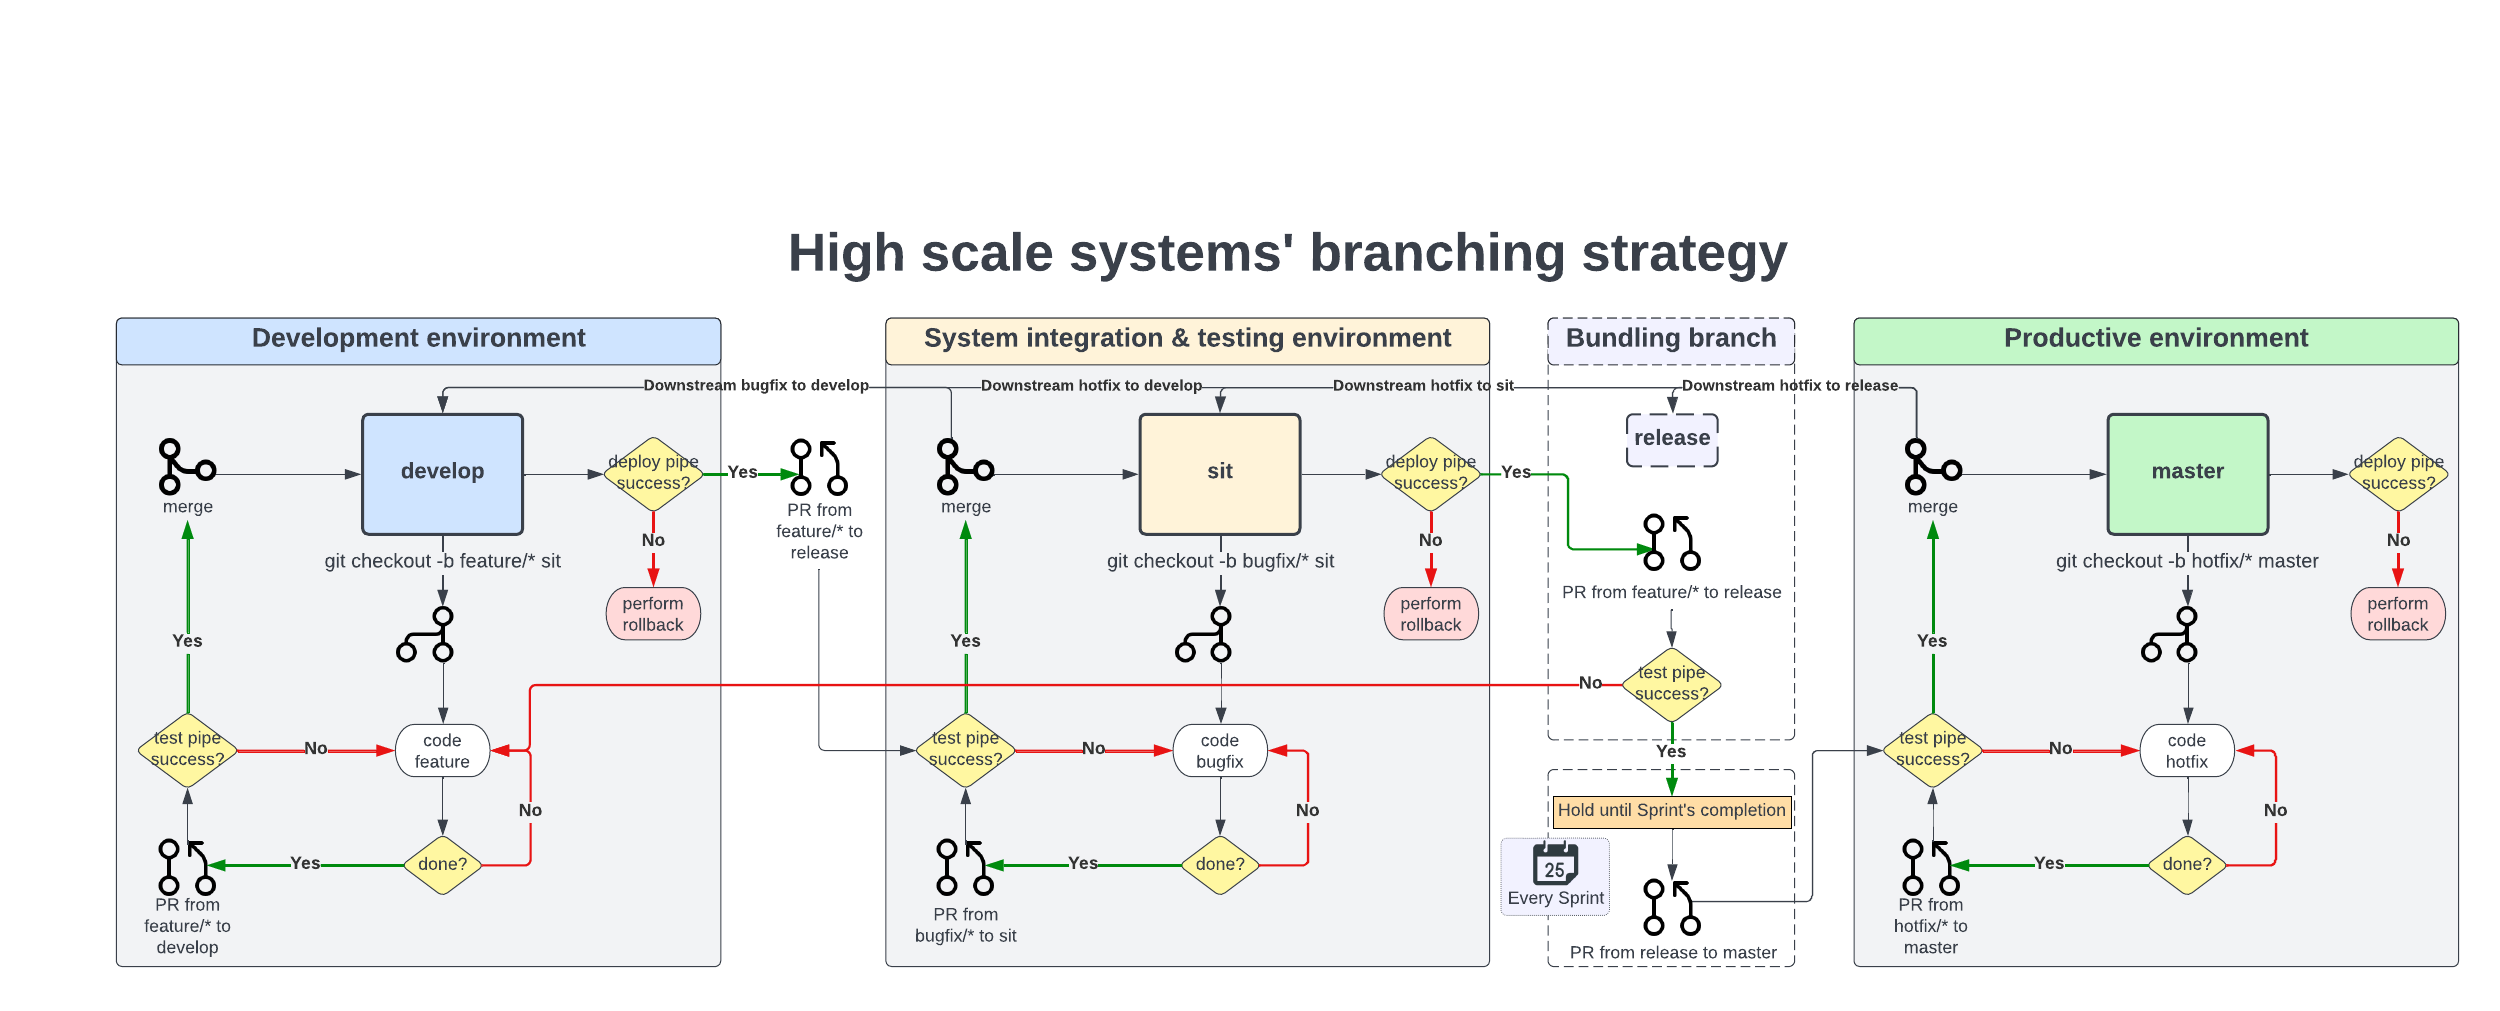 High scale systems' branching strategy
Development environment
Downstream bugfix to develop
merge
develop
deploy pipe
success?
Yes
No
perform
rollback
git checkout -b feature/* sit
Yes
test pipe
success?
No
code
feature
No
done?
Yes
PR from
feature/* to
develop
PR from
feature/* to
release
System integration & testing environment
Downstream hotfix to develop
Downstream hotfix to sit
merge
sit
deploy pipe
success?
Yes
No
perform
rollback
git checkout -b bugfix/* sit
Yes
test pipe
success?
No
code
bugfix
No
done?
Yes
PR from
bugfix/* to sit
Bundling branch
Downstream hotfix to release
release
PR from feature/* to release
test pipe
success?
No
Yes
Hold until Sprint's completion
25
Every Sprint
PR from release to master
Productive environment
merge
master
deploy pipe
success?
No
perform
rollback
git checkout -b hotfix/* master
Yes
test pipe
success?
No
code
hotfix
No
done?
Yes
PR from
hotfix/* to
master